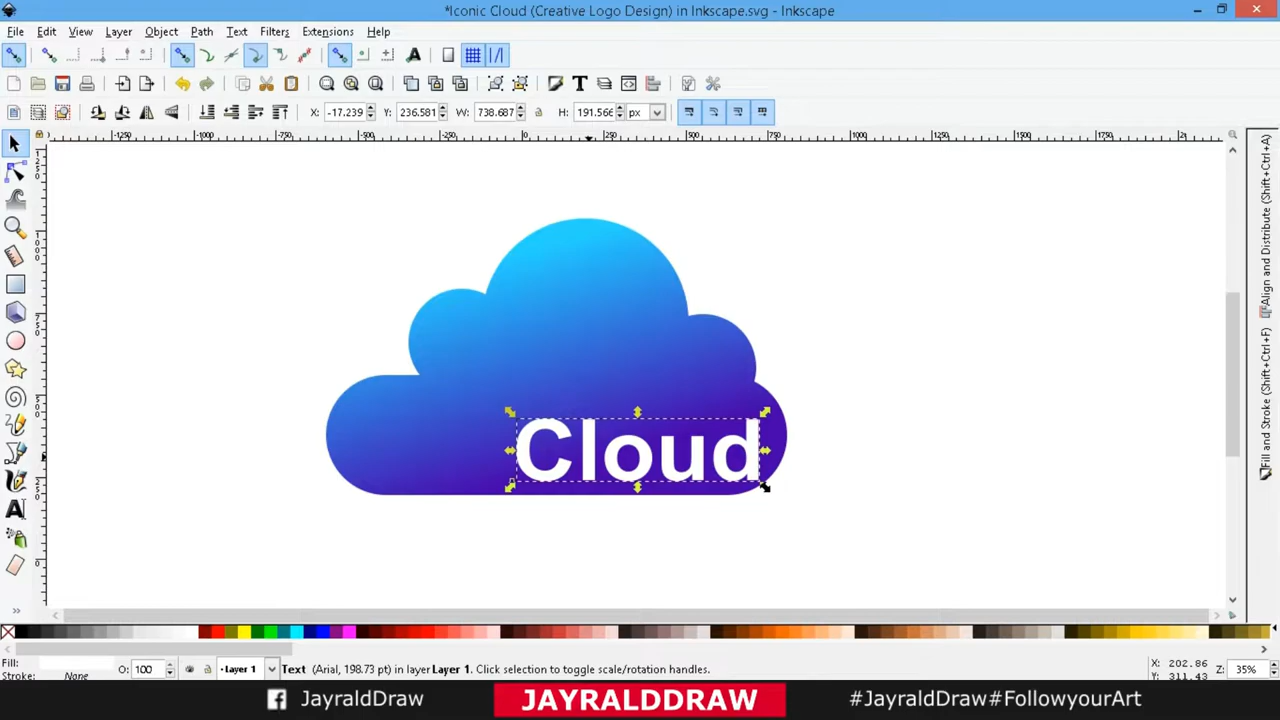 *Iconic Cloud (Creative Logo Design) in Inkscape.svg - Inkscape
File Edit View Layer Object Path Text Filters Extensions Help
X: -17.239 Y: 236.581 W: 738.687 H: 191.566 px
Align and Distribute (Shift+Ctrl+A)
Fill and Stroke (Shift+Ctrl+F)
Cloud
Fill:
Stroke: None
O: 100
Layer 1
Text (Arial, 198.73 pt) in layer Layer 1. Click selection to toggle scale/rotation handles.
X: 202.86
Y: 311.43
Z: 35%
JayraldDraw
JAYRALDDRAW
#JayraldDraw#FollowyourArt